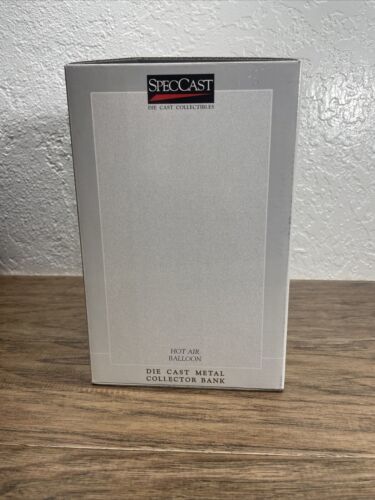 SPECCAST
DIE CAST COLLECTIBLES
HOT AIR
BALLOON
DIE CAST METAL
COLLECTOR BANK